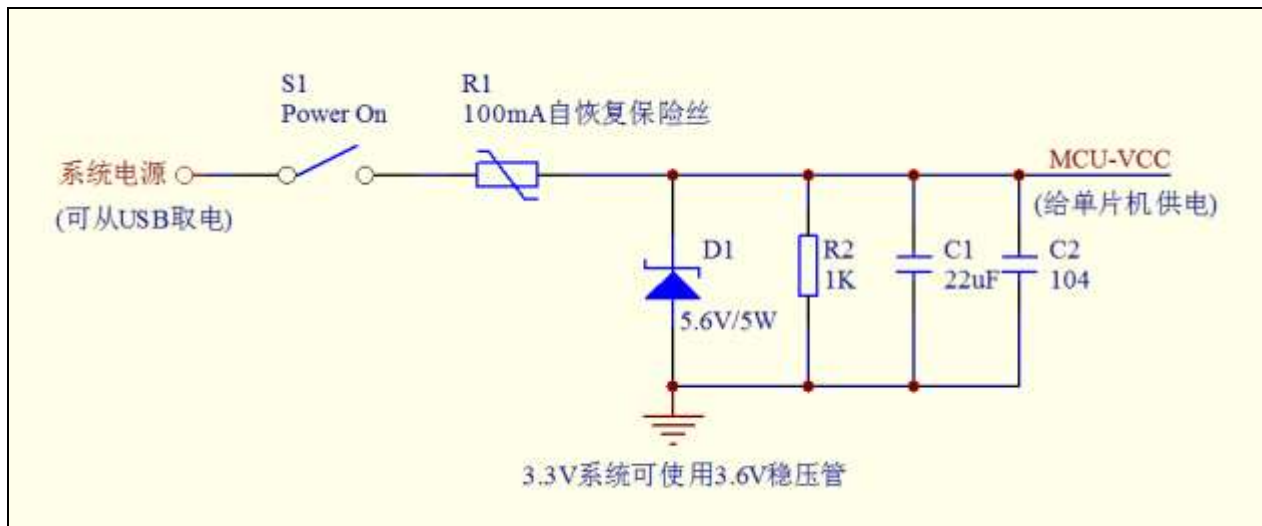 S1
Power On
R1
100mA自恢复保险丝
系统电源
(可从USB取电)
MCU-VCC
(给单片机供电)
D1
5.6V/5W
R2
1K
C1
22uF
C2
104
3.3V系统可使用3.6V稳压管